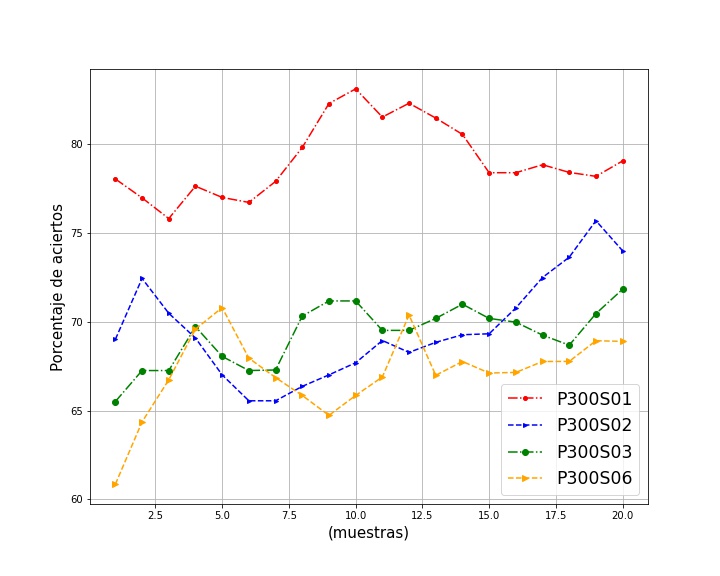 Porcentaje de aciertos
80
75
70
65
60
2.5 5.0 7.5 10.0 12.5 15.0 17.5 20.0
(muestras)
P300S01
P300S02
P300S03
P300S06